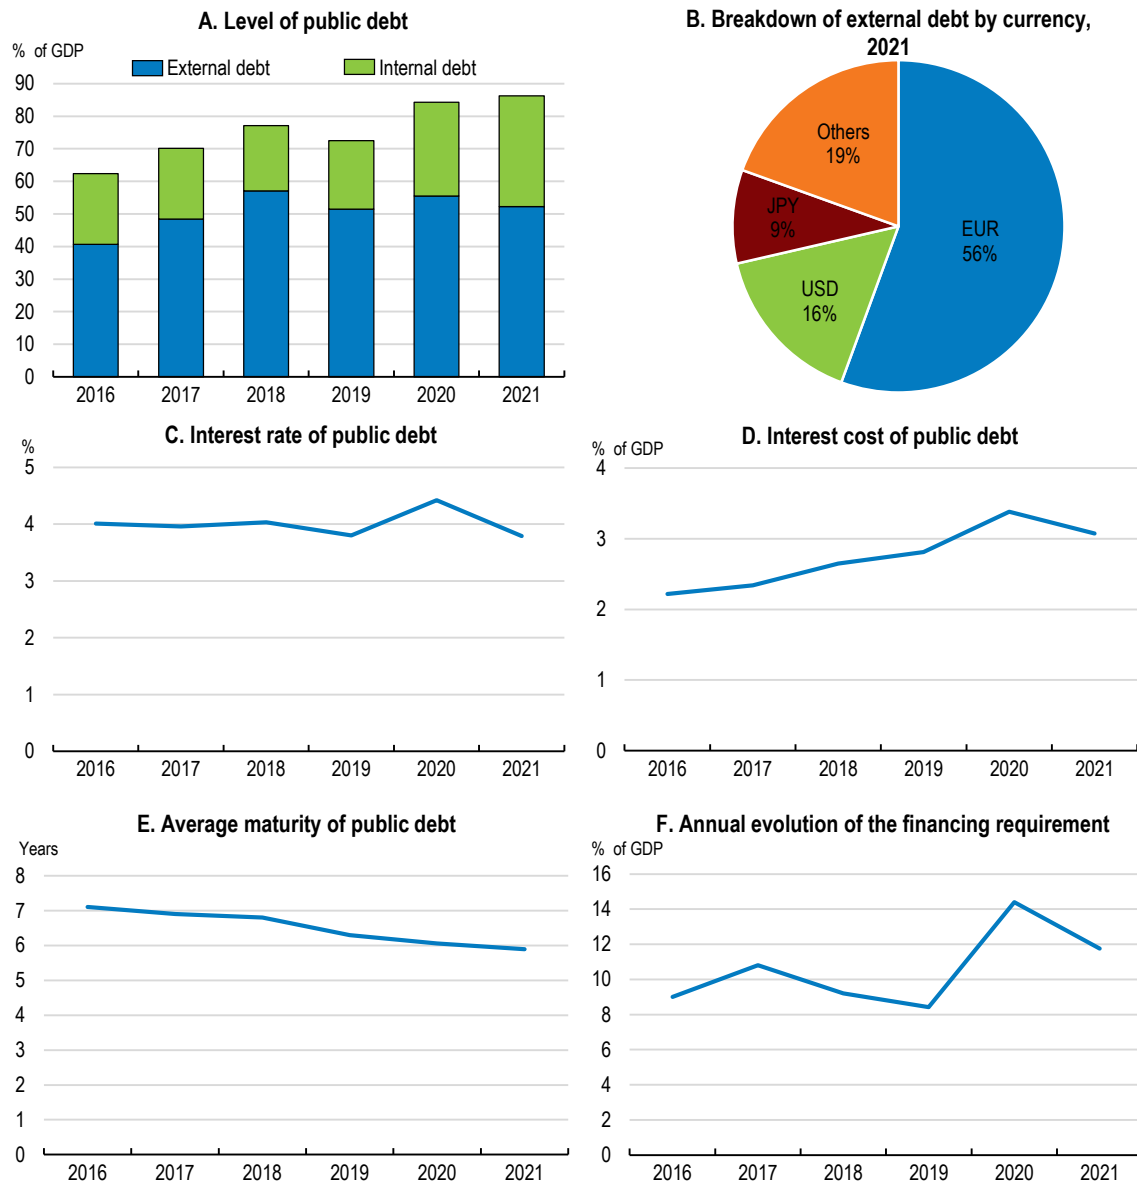 A. Level of public debt
% of GDP
External debt
Internal debt
90
80
70
60
50
40
30
20
10
0
2016 2017 2018 2019 2020 2021
B. Breakdown of external debt by currency,
2021
Others
19%
JPY
9%
EUR
56%
USD
16%
C. Interest rate of public debt
%
5
4
3
2
1
0
2016 2017 2018 2019 2020 2021
D. Interest cost of public debt
% of GDP
4
3
2
1
0
2016 2017 2018 2019 2020 2021
E. Average maturity of public debt
Years
8
7
6
5
4
3
2
1
0
2016 2017 2018 2019 2020 2021
F. Annual evolution of the financing requirement
% of GDP
16
14
12
10
8
6
4
2
0
2016 2017 2018 2019 2020 2021